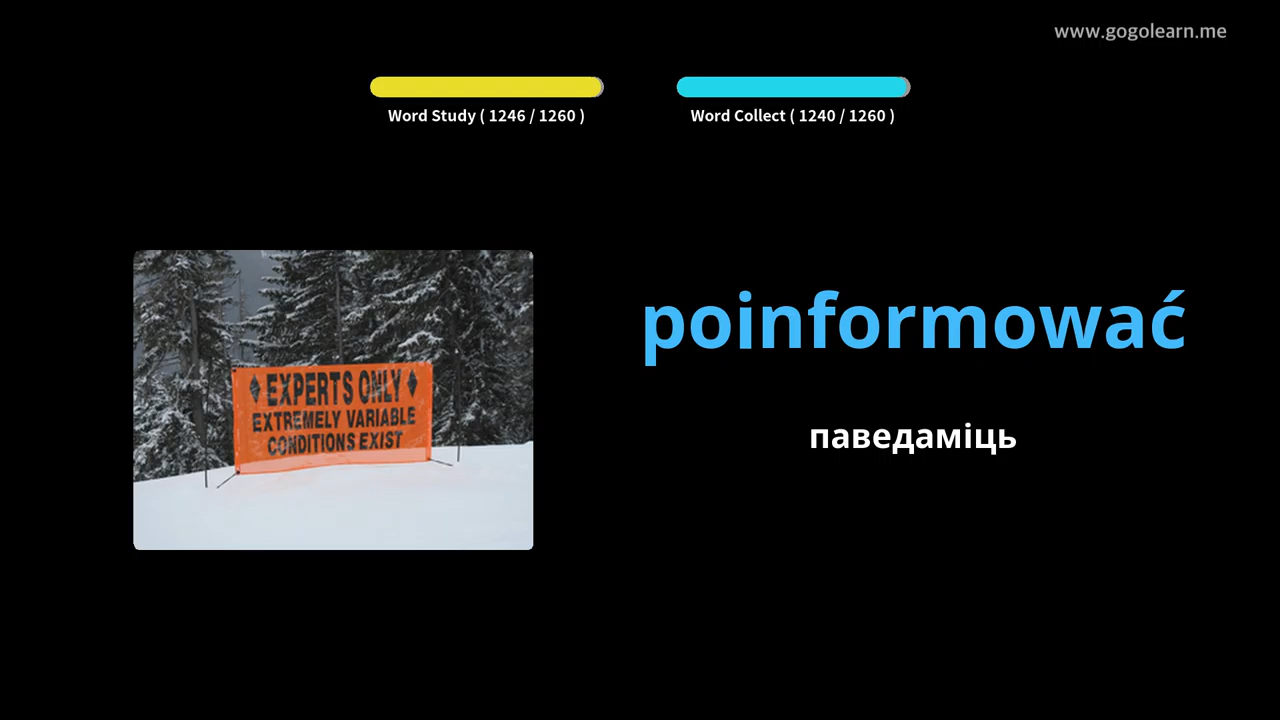 www.gogolearn.me
Word Study ( 1246 / 1260 )
Word Collect ( 1240 / 1260 )
EXPERTS ONLY
EXTREMELY VARIABLE
CONDITIONS EXIST
poinformować
паведаміць